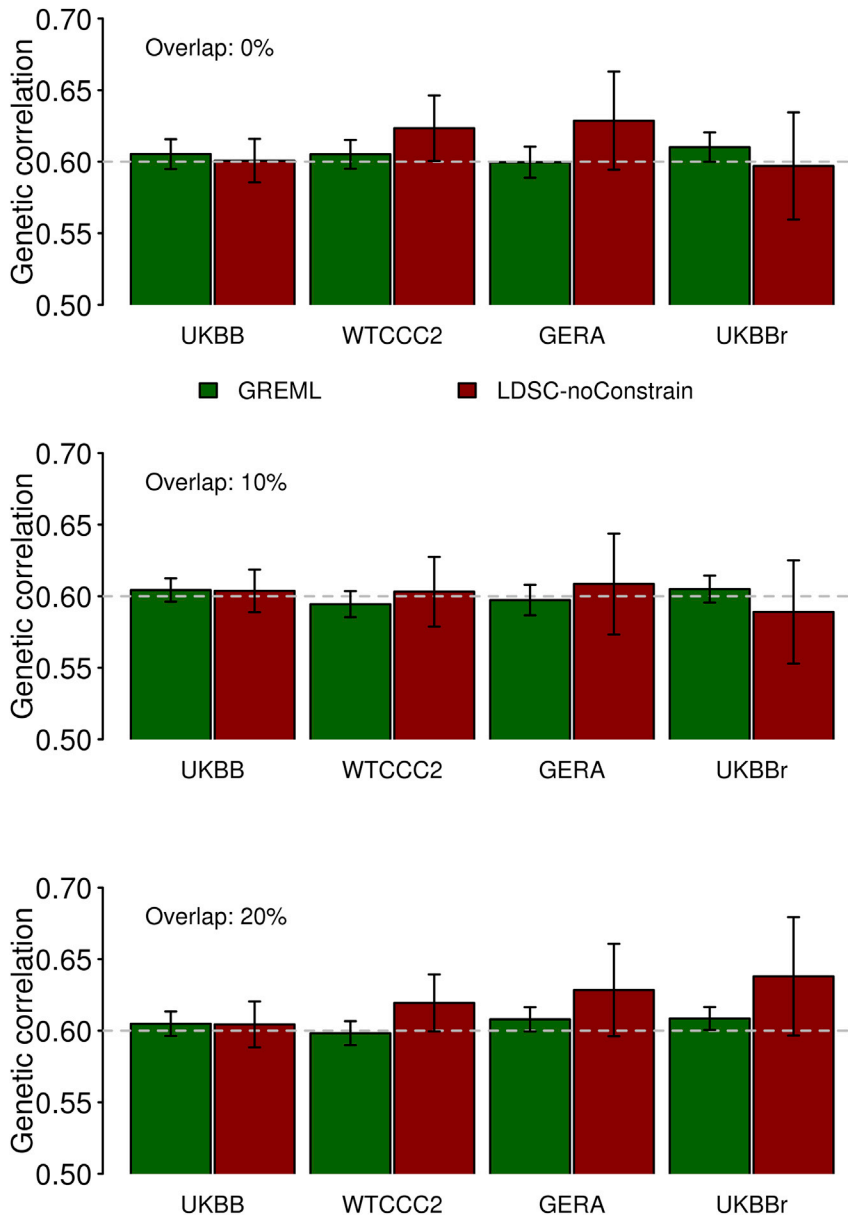 0.70
Overlap: 0%
0.65
0.60
0.55
0.50
Genetic correlation
UKBB WTCCC2 GERA UKBBr
GREML LDSC-noConstrain
0.70
Overlap: 10%
0.65
0.60
0.55
0.50
Genetic correlation
UKBB WTCCC2 GERA UKBBr
0.70
Overlap: 20%
0.65
0.60
0.55
0.50
Genetic correlation
UKBB WTCCC2 GERA UKBBr